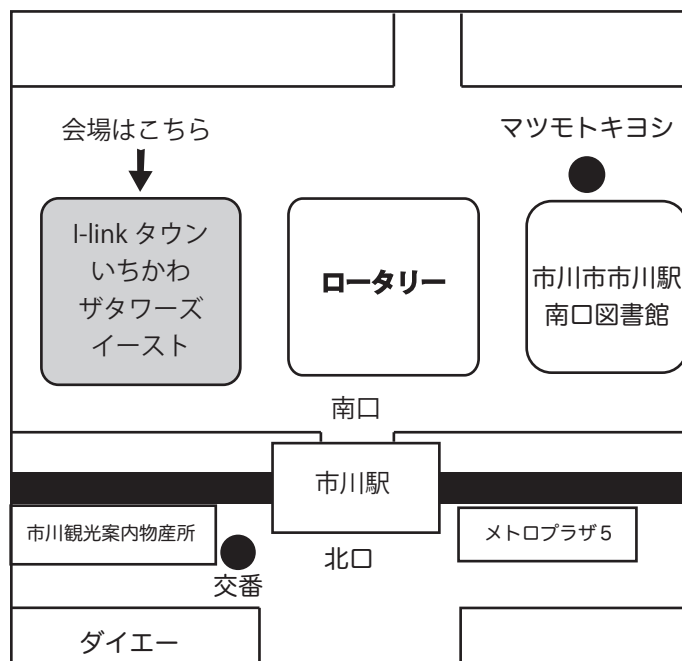 会場はこちら
マツモトキヨシ
I-link タウン
いちかわ
ザタワーズ
イースト
ロータリー
市川市市川駅
南口図書館
南口
市川駅
市川観光案内物産所
メトロプラザ5
北口
交番
ダイエー